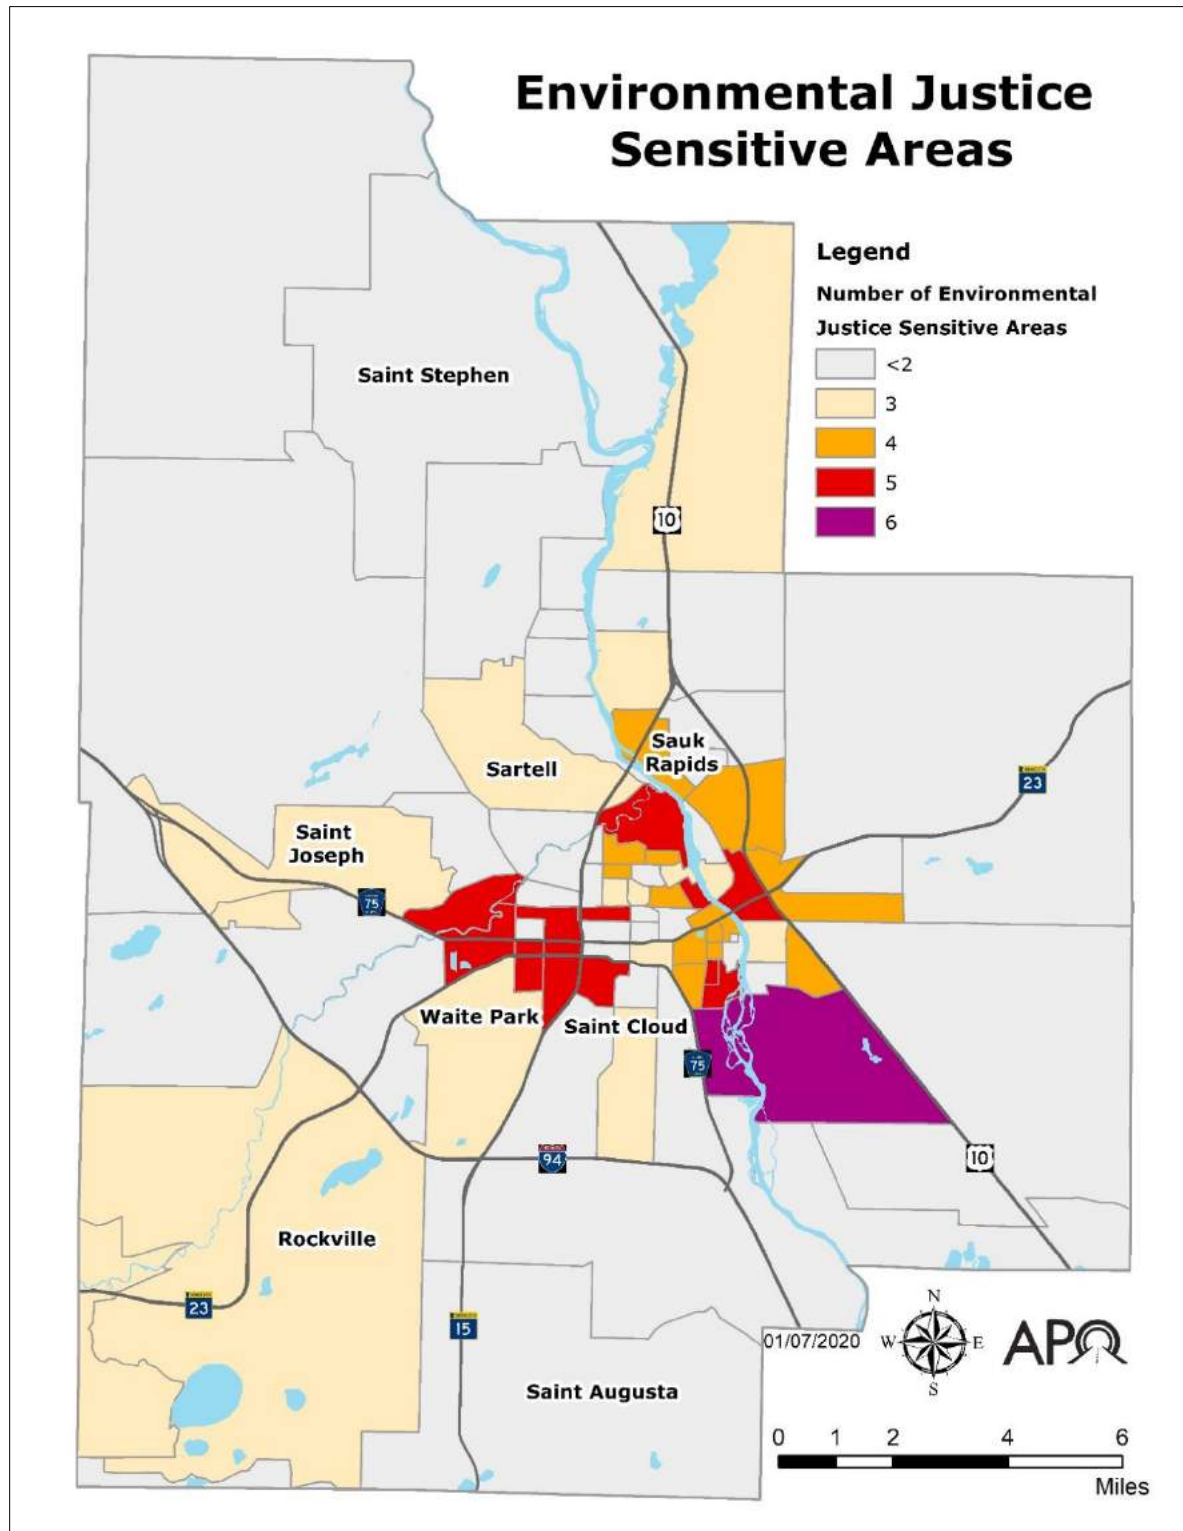 Environmental Justice
Sensitive Areas
Legend
Number of Environmental
Justice Sensitive Areas
<2
3
4
5
6
Saint Stephen
10
Sauk
Rapids
Sartell
23
Saint
Joseph
75
Waite Park
Saint Cloud
75
94
10
Rockville
23
15
N
W
E
S
01/07/2020
APO
Saint Augusta
0 1 2 4 6
Miles